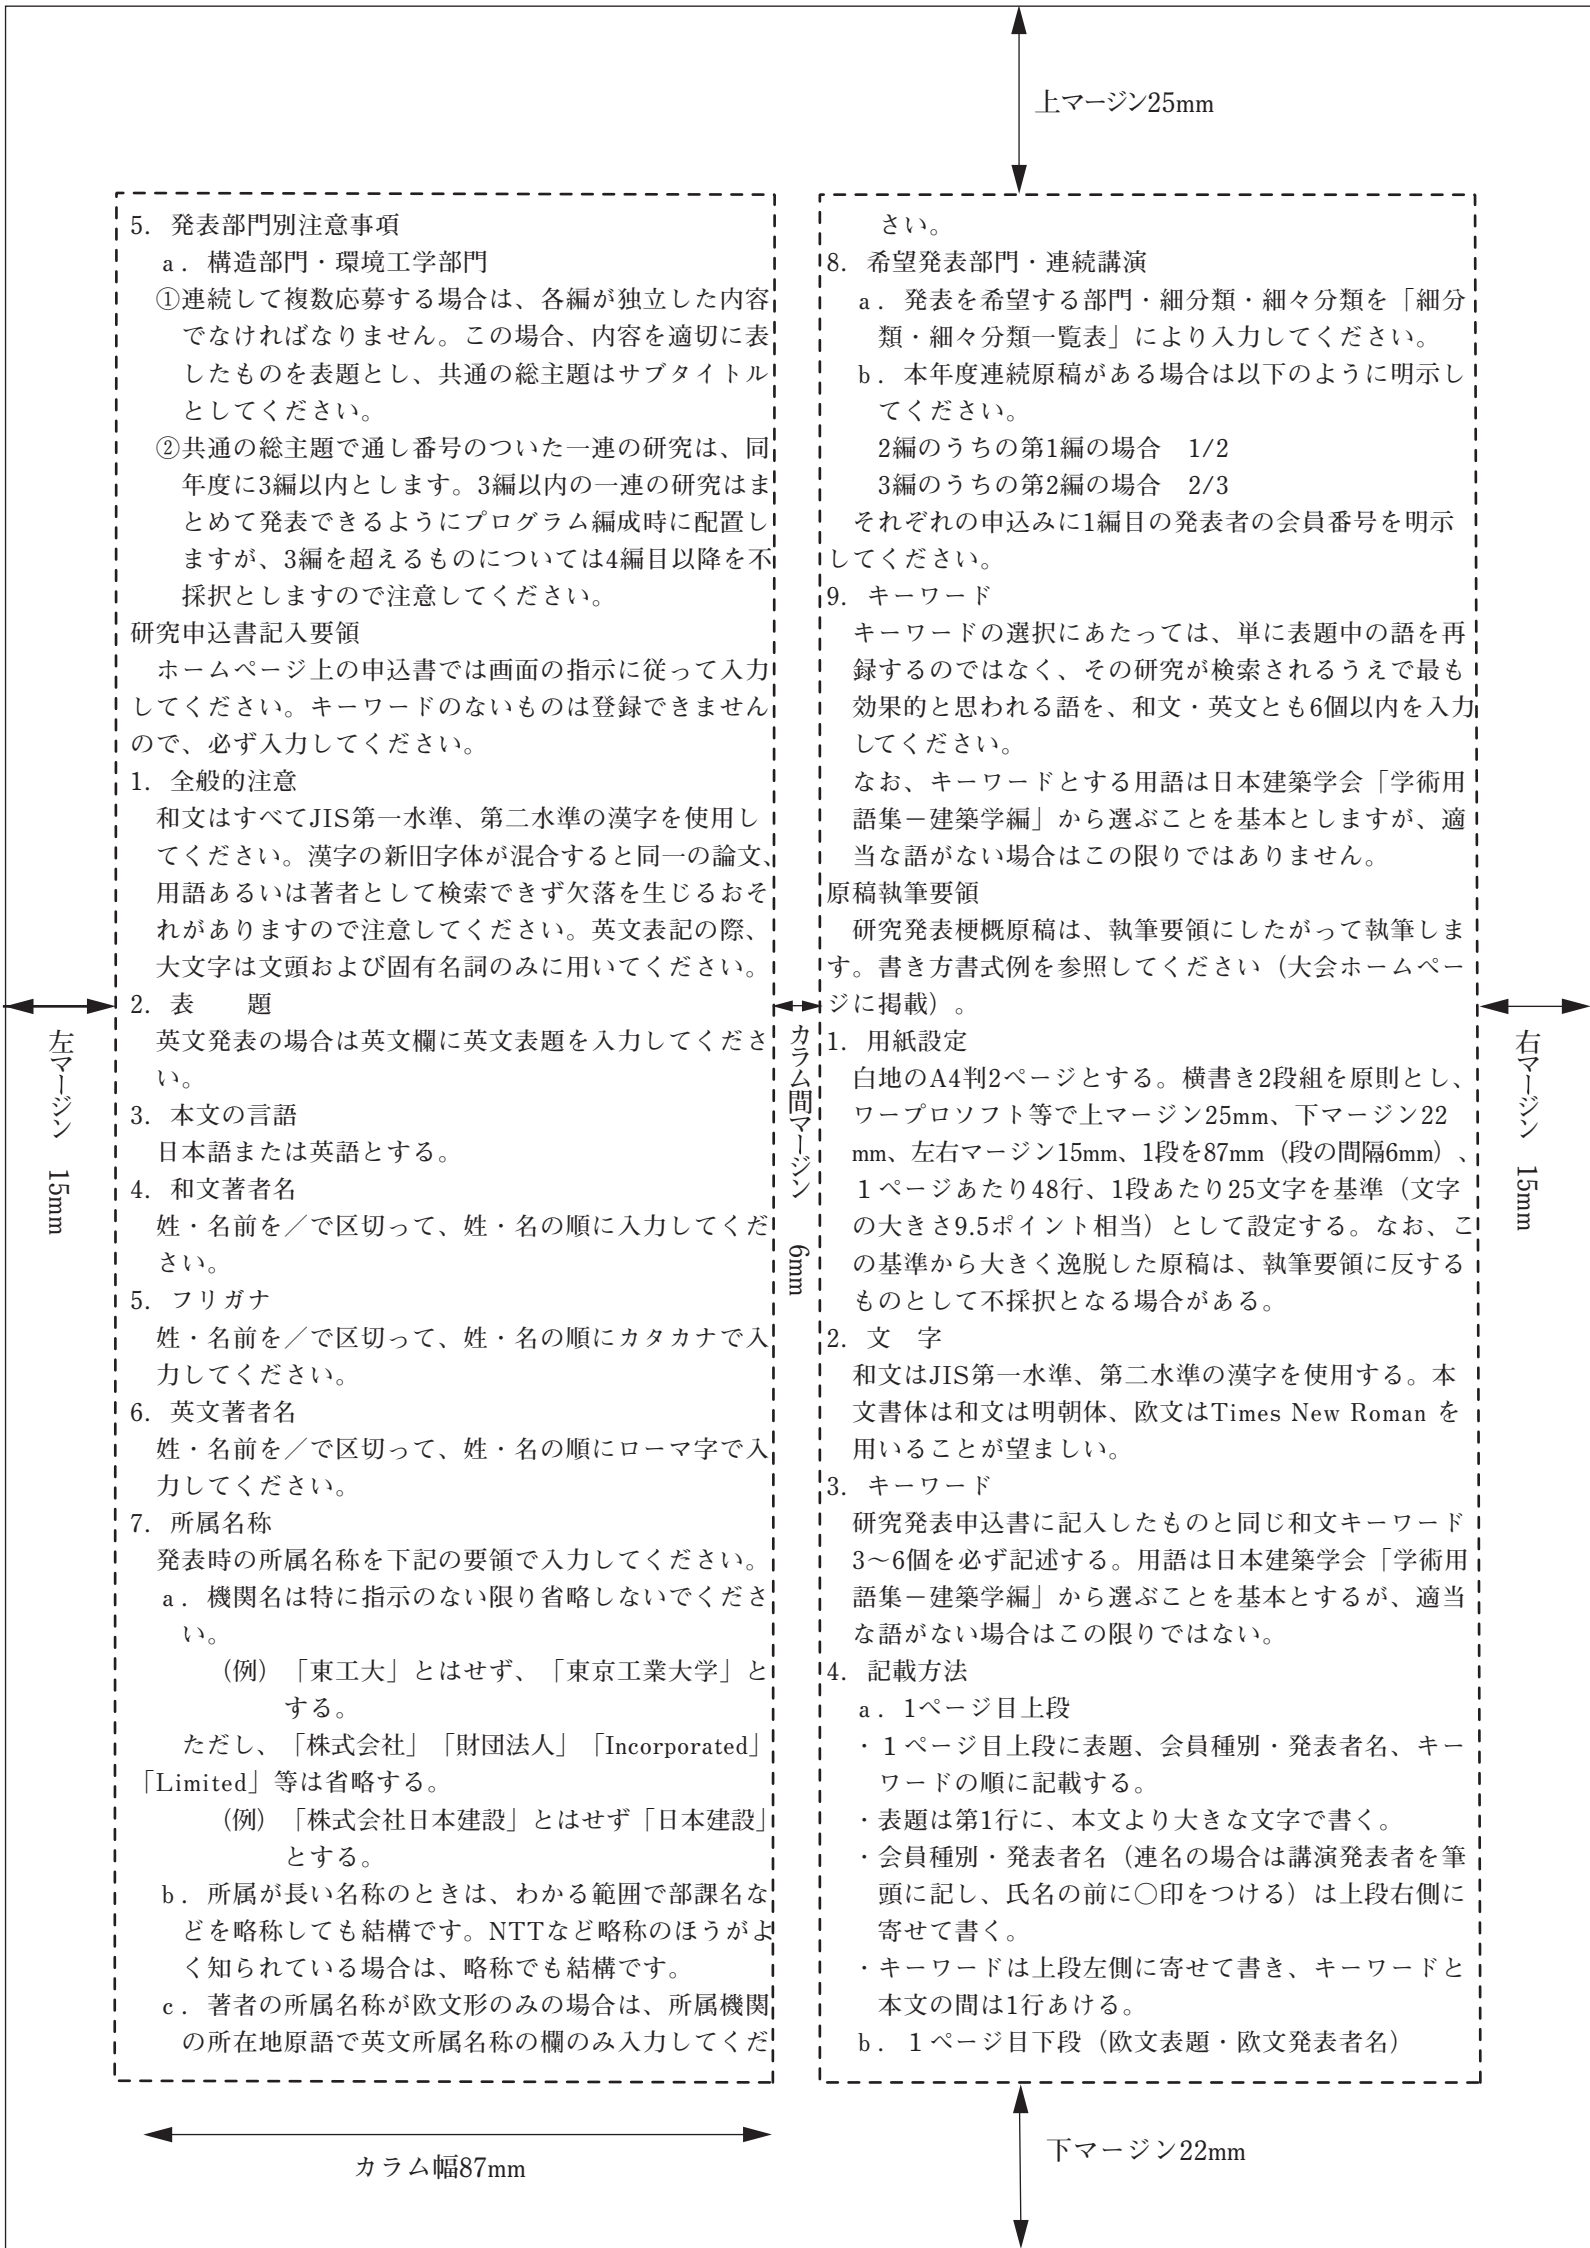 上マージン25mm
5．発表部門別注意事項
a．構造部門・環境工学部門
①連続して複数応募する場合は、各編が独立した内容
でなければなりません。この場合、内容を適切に表
したものを表題とし、共通の総主題はサブタイトル
としてください。
②共通の総主題で通し番号のついた一連の研究は、同
年度に3編以内とします。3編以内の一連の研究はま
とめて発表できるようにプログラム編成時に配置し
ますが、3編を超えるものについては4編目以降を不
採択としますので注意してください。
研究申込書記入要領
ホームページ上の申込書では画面の指示に従って入力
してください。キーワードのないものは登録できません
ので、必ず入力してください。
1．全般的注意
和文はすべてJIS第一水準、第二水準の漢字を使用し
てください。漢字の新旧字体が混合すると同一の論文、
用語あるいは著者として検索できず欠落を生じるおそ
れがありますので注意してください。英文表記の際、
大文字は文頭および固有名詞のみに用いてください。
2．表　　題
英文発表の場合は英文欄に英文表題を入力してくださ
い。
3．本文の言語
日本語または英語とする。
4．和文著者名
姓・名前を／で区切って、姓・名の順に入力してくだ
さい。
5．フリガナ
姓・名前を／で区切って、姓・名の順にカタカナで入
力してください。
6．英文著者名
姓・名前を／で区切って、姓・名の順にローマ字で入
力してください。
7．所属名称
発表時の所属名称を下記の要領で入力してください。
a．機関名は特に指示のない限り省略しないでくださ
い。
（例）「東工大」とはせず、「東京工業大学」と
する。
ただし、「株式会社」「財団法人」「Incorporated」
「Limited」等は省略する。
（例）「株式会社日本建設」とはせず「日本建設」
とする。
b．所属が長い名称のときは、わかる範囲で部課名な
どを略称しても結構です。NTTなど略称のほうがよ
く知られている場合は、略称でも結構です。
c．著者の所属名称が欧文形のみの場合は、所属機関
の所在地原語で英文所属名称の欄のみ入力してくだ
さい。
8．希望発表部門・連続講演
a．発表を希望する部門・細分類・細々分類を「細分
類・細々分類一覧表」により入力してください。
b．本年度連続原稿がある場合は以下のように明示し
てください。
2編のうちの第1編の場合　1/2
3編のうちの第2編の場合　2/3
それぞれの申込みに1編目の発表者の会員番号を明示
してください。
9．キーワード
キーワードの選択にあたっては、単に表題中の語を再
録するのではなく、その研究が検索されるうえで最も
効果的と思われる語を、和文・英文とも6個以内を入力
してください。
なお、キーワードとする用語は日本建築学会「学術用
語集－建築学編」から選ぶことを基本としますが、適
当な語がない場合はこの限りではありません。
原稿執筆要領
研究発表梗概原稿は、執筆要領にしたがって執筆しま
す。書き方書式例を参照してください（大会ホームペー
ジに掲載）。
1．用紙設定
白地のA4判2ページとする。横書き2段組を原則とし、
ワープロソフト等で上マージン25mm、下マージン22
mm、左右マージン15mm、1段を87mm（段の間隔6mm）、
１ページあたり48行、1段あたり25文字を基準（文字
の大きさ9.5ポイント相当）として設定する。なお、こ
の基準から大きく逸脱した原稿は、執筆要領に反する
ものとして不採択となる場合がある。
2．文　字
和文はJIS第一水準、第二水準の漢字を使用する。本
文書体は和文は明朝体、欧文はTimes New Roman を
用いることが望ましい。
3．キーワード
研究発表申込書に記入したものと同じ和文キーワード
3〜6個を必ず記述する。用語は日本建築学会「学術用
語集－建築学編」から選ぶことを基本とするが、適当
な語がない場合はこの限りではない。
4．記載方法
a．1ページ目上段
・１ページ目上段に表題、会員種別・発表者名、キー
ワードの順に記載する。
・表題は第1行に、本文より大きな文字で書く。
・会員種別・発表者名（連名の場合は講演発表者を筆
頭に記し、氏名の前に○印をつける）は上段右側に
寄せて書く。
・キーワードは上段左側に寄せて書き、キーワードと
本文の間は1行あける。
b．１ページ目下段（欧文表題・欧文発表者名）
左マージン　15mm
カラム間マージン　6mm
右マージン　15mm
カラム幅87mm
下マージン22mm